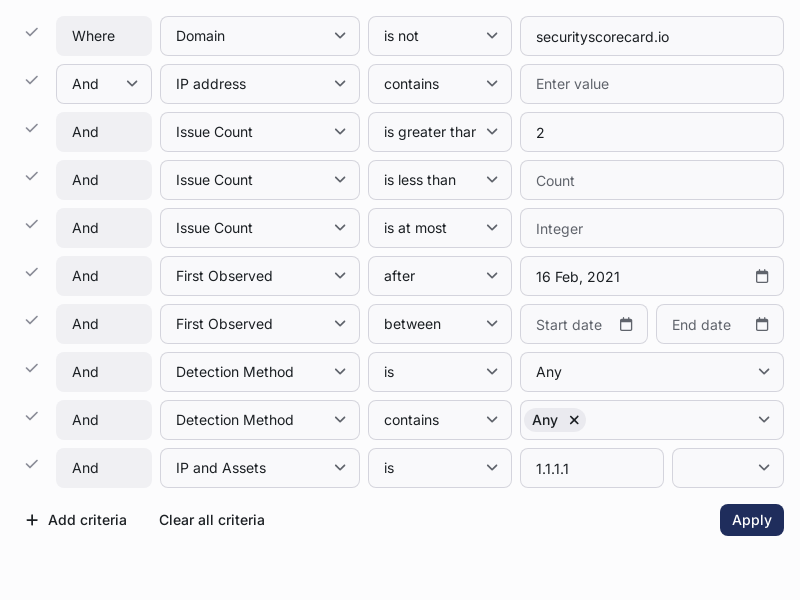 Where Domain is not securityscorecard.io
And IP address contains Enter value
And Issue Count is greater than 2
And Issue Count is less than Count
And Issue Count is at most Integer
And First Observed after 16 Feb, 2021
And First Observed between Start date End date
And Detection Method is Any
And Detection Method contains Any
And IP and Assets is 1.1.1.1
Add criteria Clear all criteria Apply